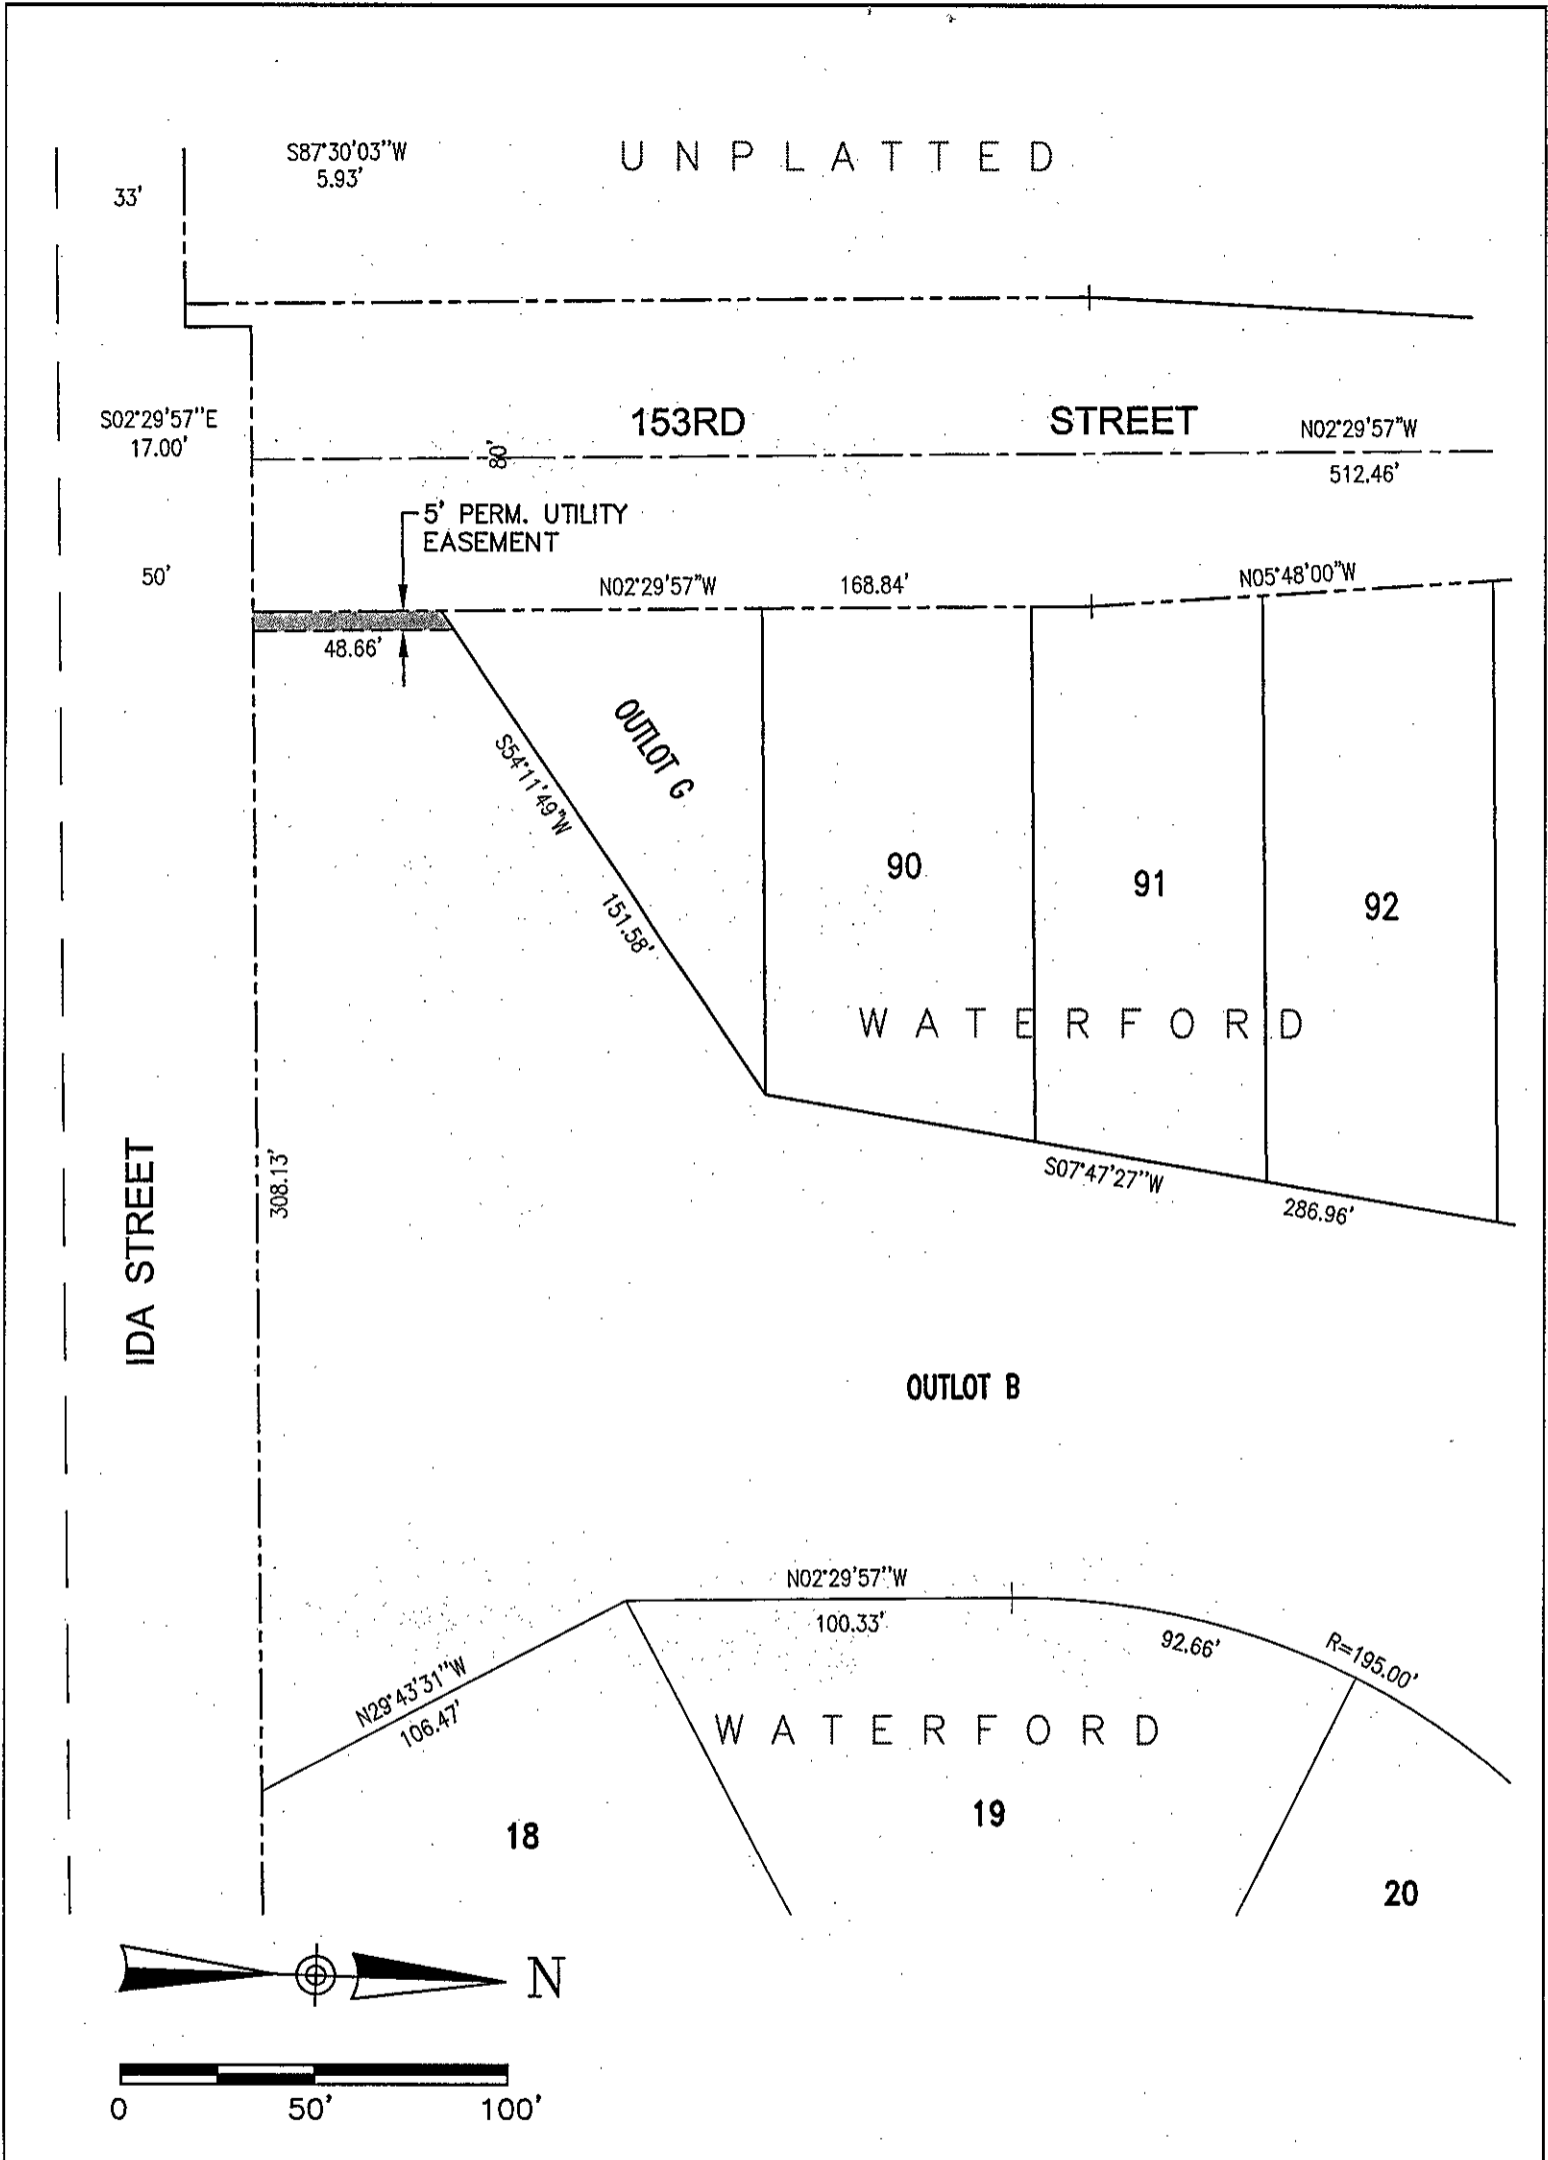 S87°30'03"W
5.93'
UNPLATTED
33'
S02°29'57"E
17.00'
153RD STREET
N02°29'57"W
512.46'
80'
5' PERM. UTILITY
EASEMENT
50'
N02°29'57"W
168.84'
N05°48'00"W
48.66'
OUTLOT G
S54°11'49"W
151.58'
90
91
92
WATERFORD
S07°47'27"W
286.96'
IDA STREET
308.13'
OUTLOT B
N02°29'57"W
100.33'
92.66'
R=195.00'
N29°43'31"W
106.47'
WATERFORD
18
19
20
N
0 50' 100'